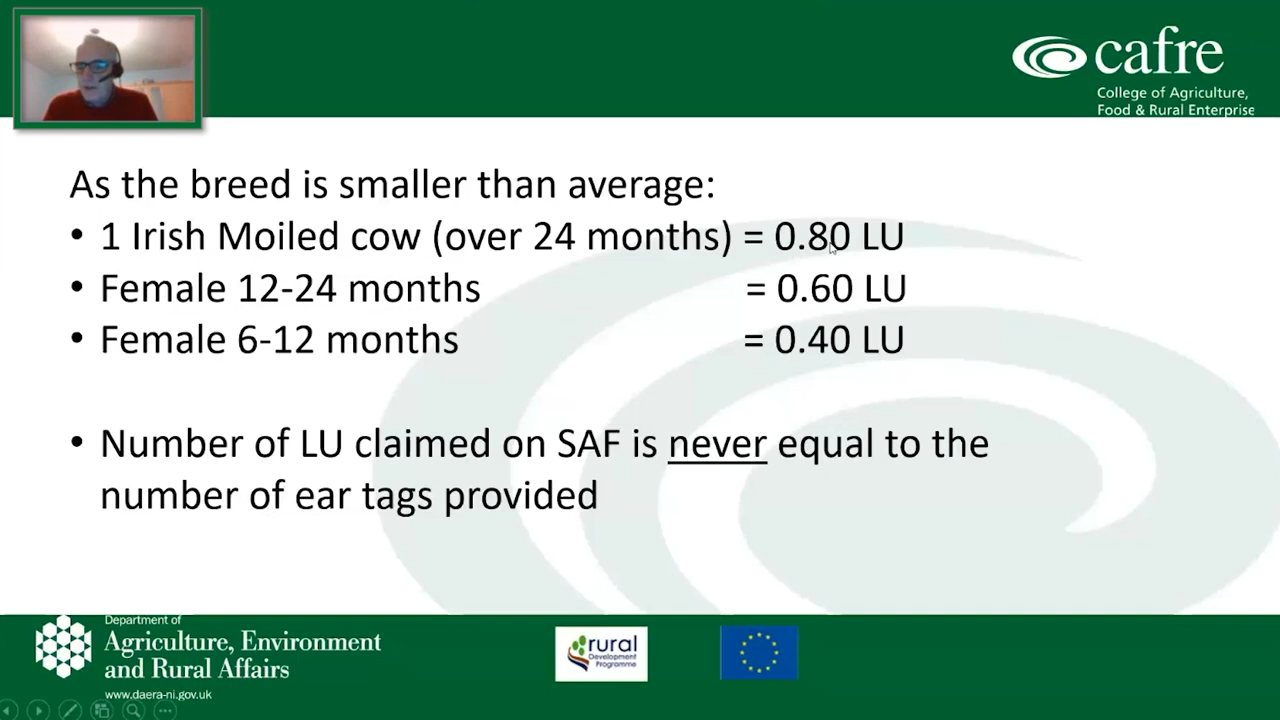 cafre
College of Agriculture,
Food & Rural Enterprise
As the breed is smaller than average:
• 1 Irish Moiled cow (over 24 months) = 0.80 LU
• Female 12-24 months = 0.60 LU
• Female 6-12 months = 0.40 LU
• Number of LU claimed on SAF is never equal to the
number of ear tags provided
Department of
Agriculture, Environment
and Rural Affairs
www.daera-ni.gov.uk
rural
Development
Programme